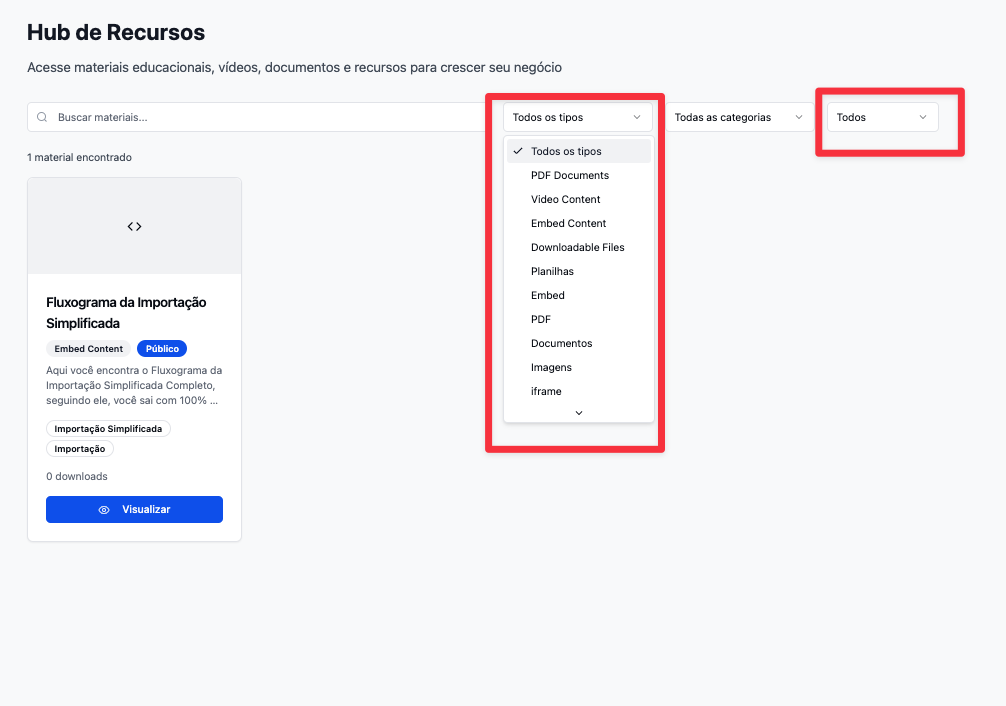 Hub de Recursos
Acesse materiais educacionais, vídeos, documentos e recursos para crescer seu negócio
Buscar materiais...
Todos os tipos
Todas as categorias
Todos
Todos os tipos
PDF Documents
Video Content
Embed Content
Downloadable Files
Planilhas
Embed
PDF
Documentos
Imagens
iframe
1 material encontrado
Fluxograma da Importação
Simplificada
Embed Content
Público
Aqui você encontra o Fluxograma da
Importação Simplificada Completo,
seguindo ele, você sai com 100% ...
Importação Simplificada
Importação
0 downloads
Visualizar